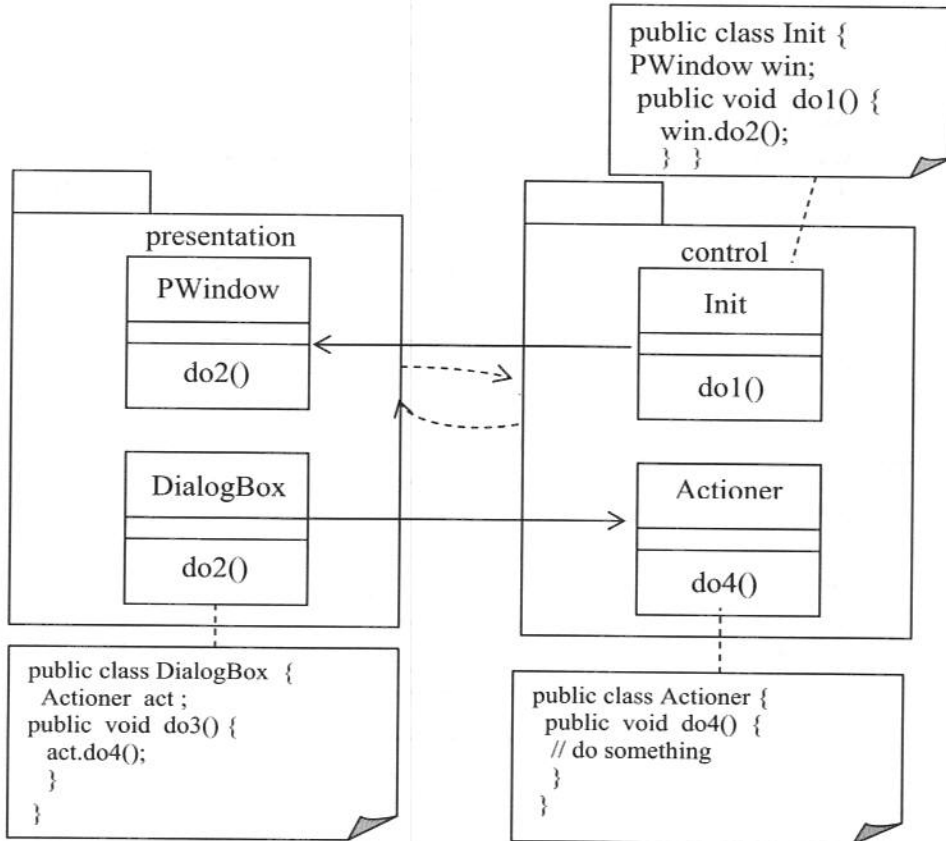 public class Init {
PWindow win;
public void do1() {
win.do2();
} }
presentation
PWindow
do2()
DialogBox
do2()
control
Init
do1()
Actioner
do4()
public class DialogBox {
Actioner act ;
public void do3() {
act.do4();
}
}
public class Actioner {
public void do4() {
// do something
}
}